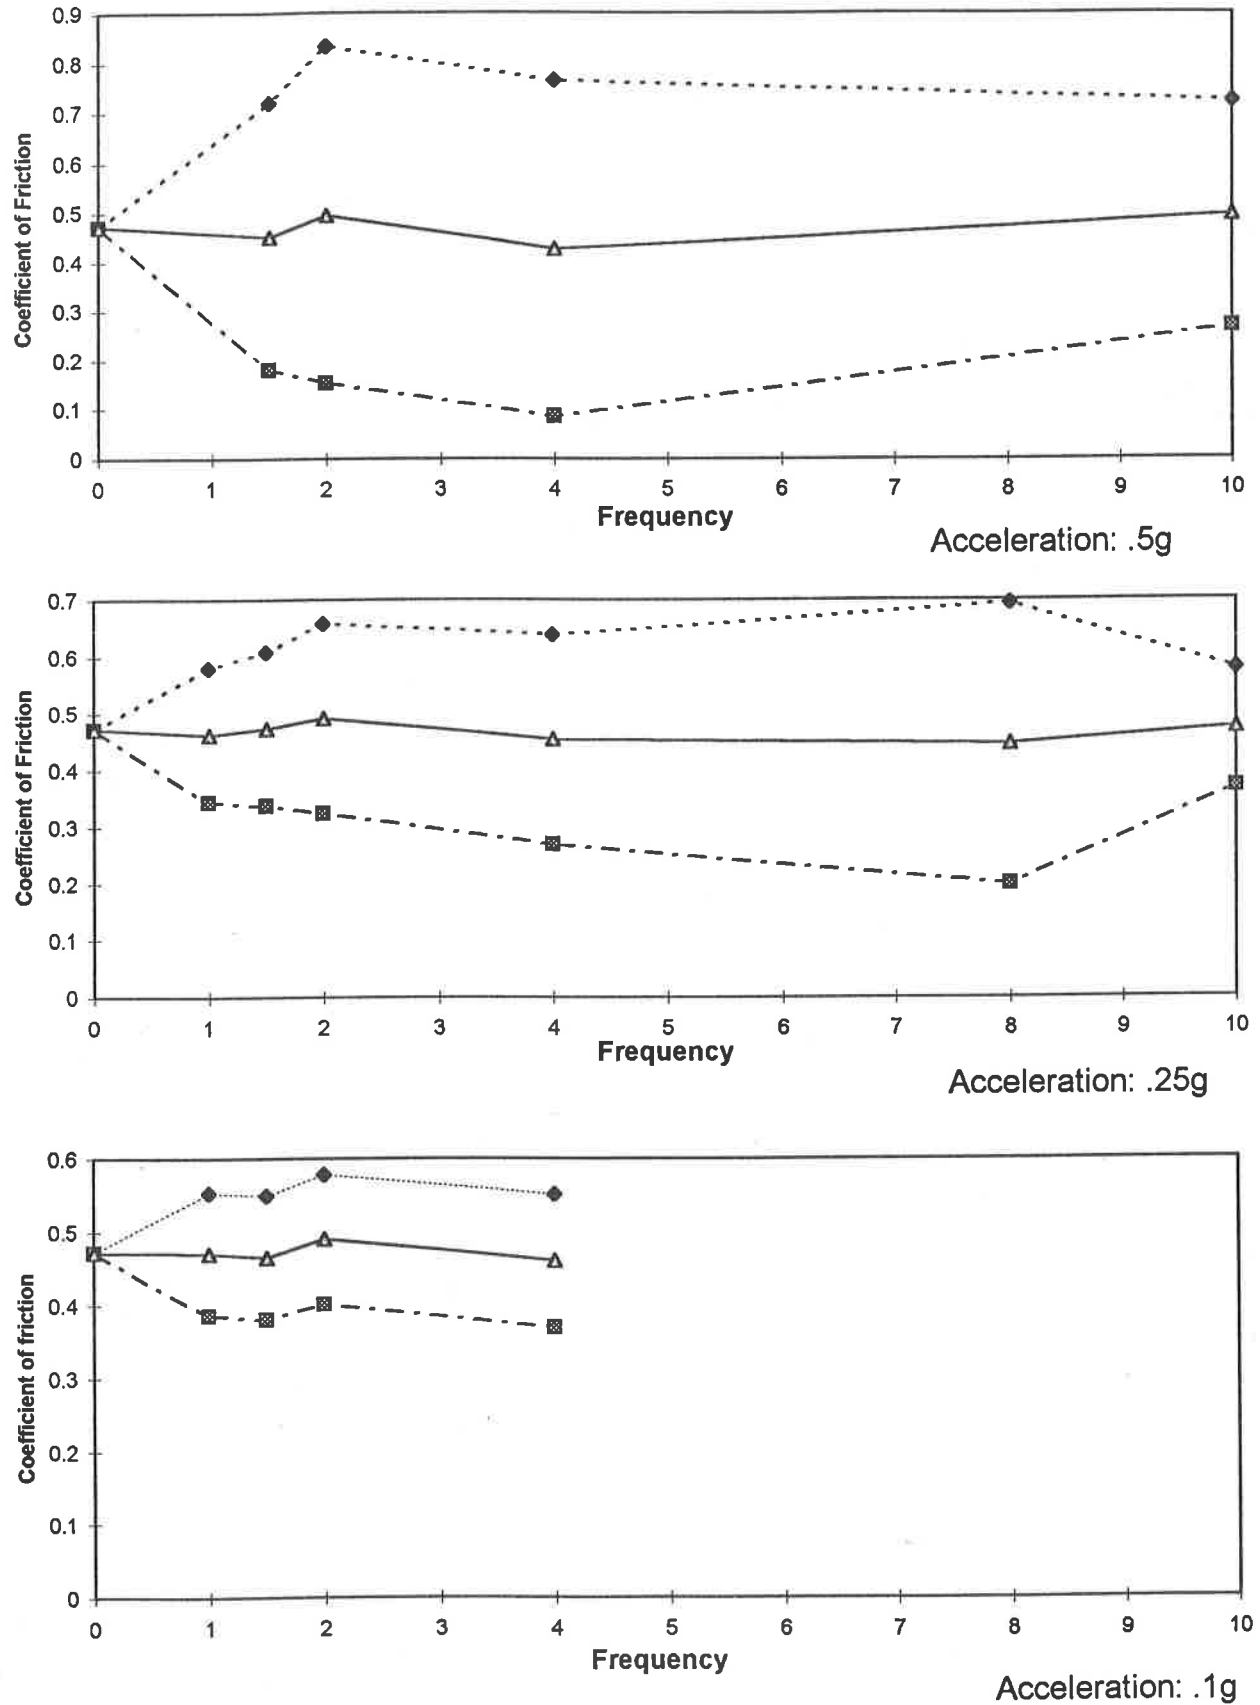 0.9
0.8
0.7
0.6
0.5
0.4
0.3
0.2
0.1
0
Coefficient of Friction
0 1 2 3 4 5 6 7 8 9 10
Frequency
Acceleration: .5g
0.7
0.6
0.5
0.4
0.3
0.2
0.1
0
Coefficient of Friction
0 1 2 3 4 5 6 7 8 9 10
Frequency
Acceleration: .25g
0.6
0.5
0.4
0.3
0.2
0.1
0
Coefficient of friction
0 1 2 3 4 5 6 7 8 9 10
Frequency
Acceleration: .1g